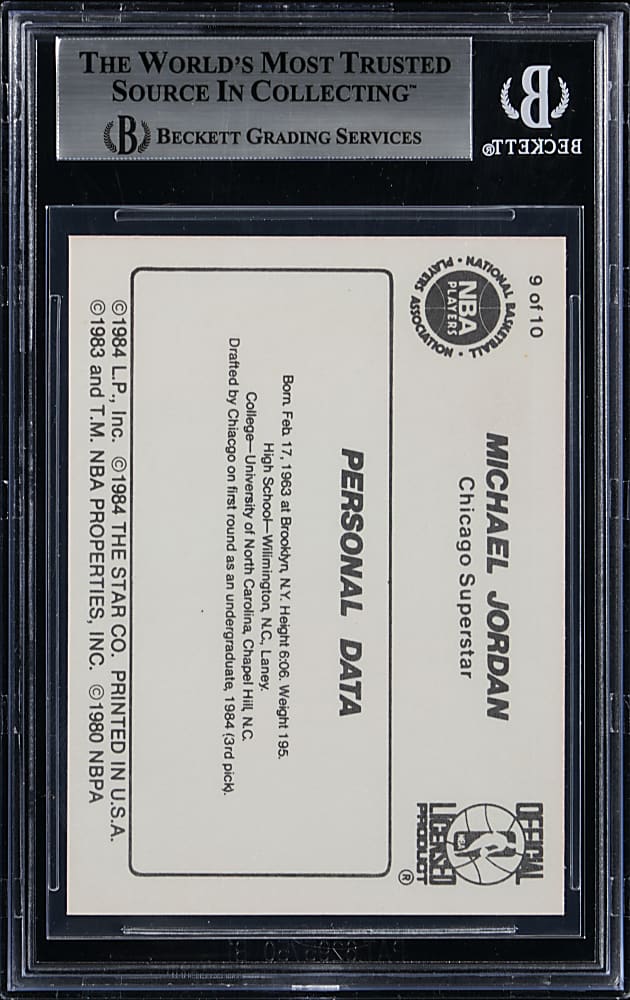 THE WORLD'S MOST TRUSTED
SOURCE IN COLLECTING™
BECKETT GRADING SERVICES
BECKETT®
9 of 10
NATIONAL BASKETBALL
PLAYERS ASSOCIATION
NBA
PLAYERS
MICHAEL JORDAN
Chicago Superstar
OFFICIAL
LICENSED
PRODUCT
®
PERSONAL DATA
Born Feb. 17, 1963 at Brooklyn, N.Y. Height 6:06. Weight 195.
High School—Wilimington, N.C., Laney.
College—University of North Carolina, Chapel Hill, N.C.
Drafted by Chiacgo on first round as an undergraduate, 1984 (3rd pick).
©1984 L.P., Inc. ©1984 THE STAR CO. PRINTED IN U.S.A.
©1983 and T.M. NBA PROPERTIES, INC. ©1980 NBPA